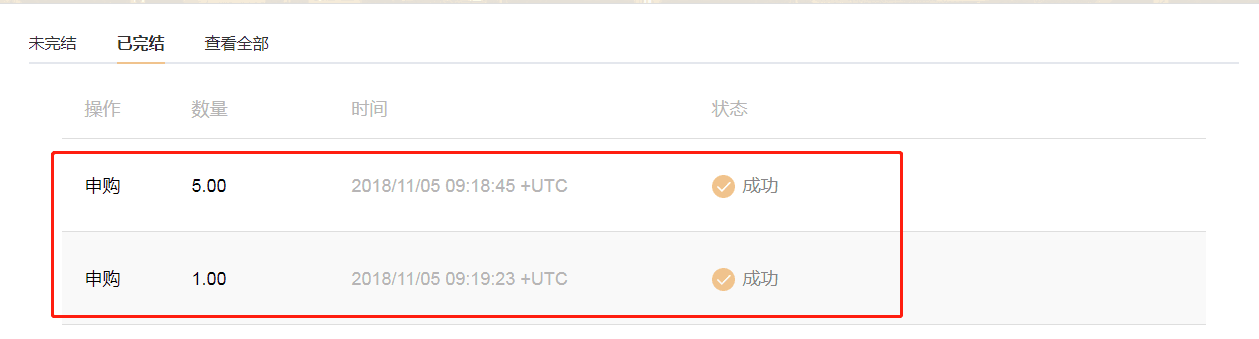 未完结 已完结 查看全部
操作 数量 时间 状态
申购 5.00 2018/11/05 09:18:45 +UTC 成功
申购 1.00 2018/11/05 09:19:23 +UTC 成功